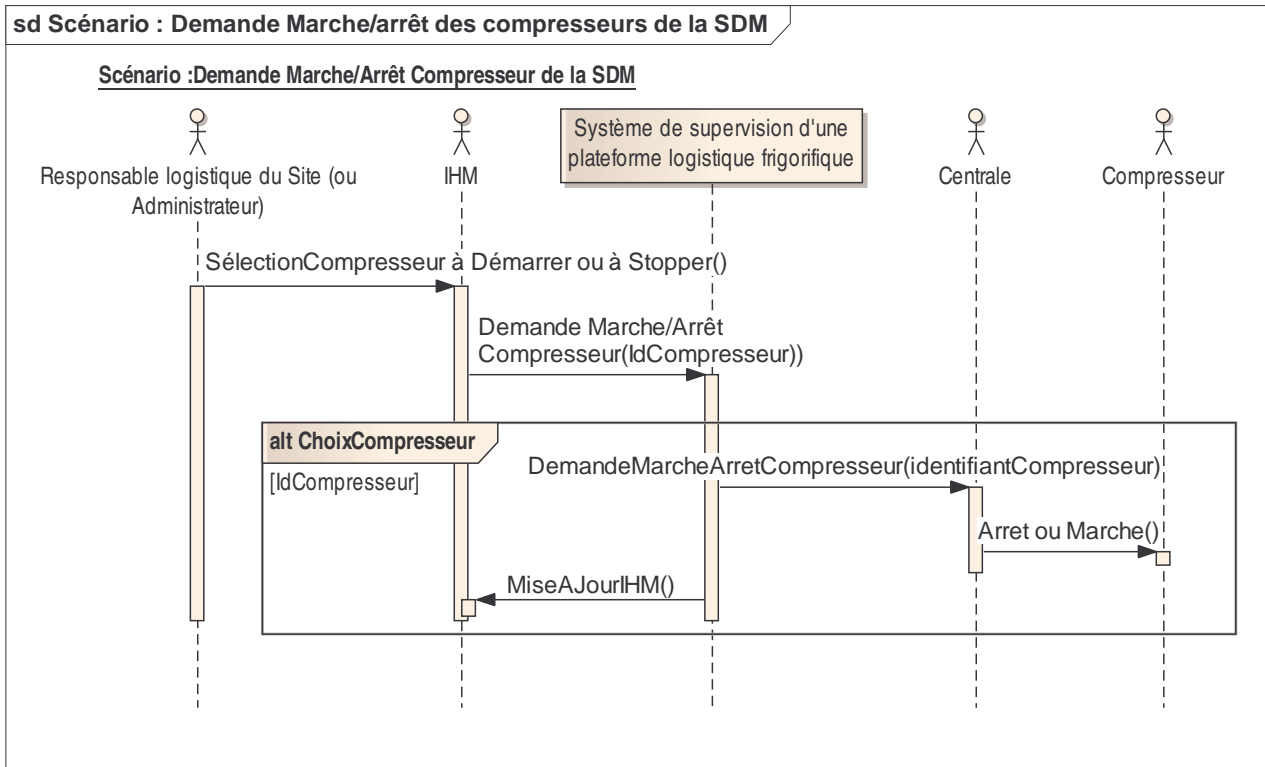 sd Scénario : Demande Marche/arrêt des compresseurs de la SDM
Scénario :Demande Marche/Arrêt Compresseur de la SDM
Responsable logistique du Site (ou
Administrateur)
IHM
Système de supervision d'une
plateforme logistique frigorifique
Centrale
Compresseur
SélectionCompresseur à Démarrer ou à Stopper()
Demande Marche/Arrêt
Compresseur(IdCompresseur))
alt ChoixCompresseur
[IdCompresseur]
DemandeMarcheArretCompresseur(identifiantCompresseur)
Arret ou Marche()
MiseAJourIHM()